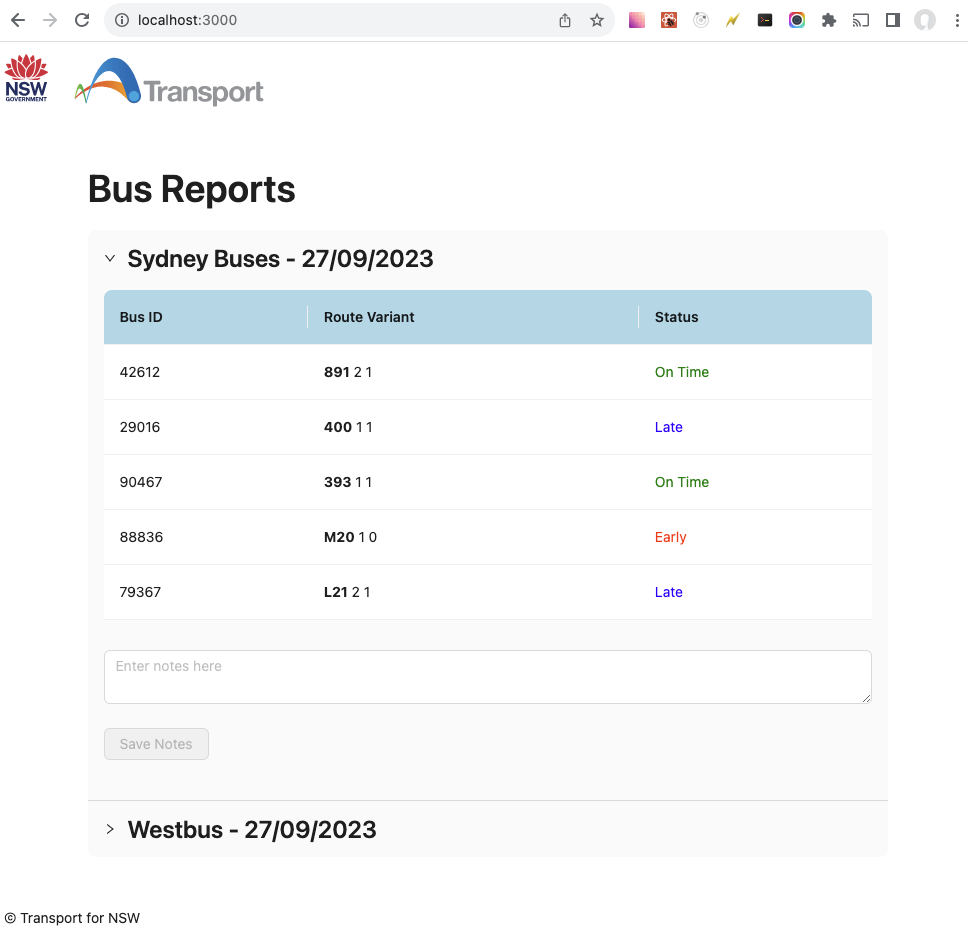 localhost:3000
NSW
GOVERNMENT
Transport
Bus Reports
Sydney Buses - 27/09/2023
Bus ID Route Variant Status
42612 891 2 1 On Time
29016 400 1 1 Late
90467 393 1 1 On Time
88836 M20 1 0 Early
79367 L21 2 1 Late
Enter notes here
Save Notes
Westbus - 27/09/2023
© Transport for NSW